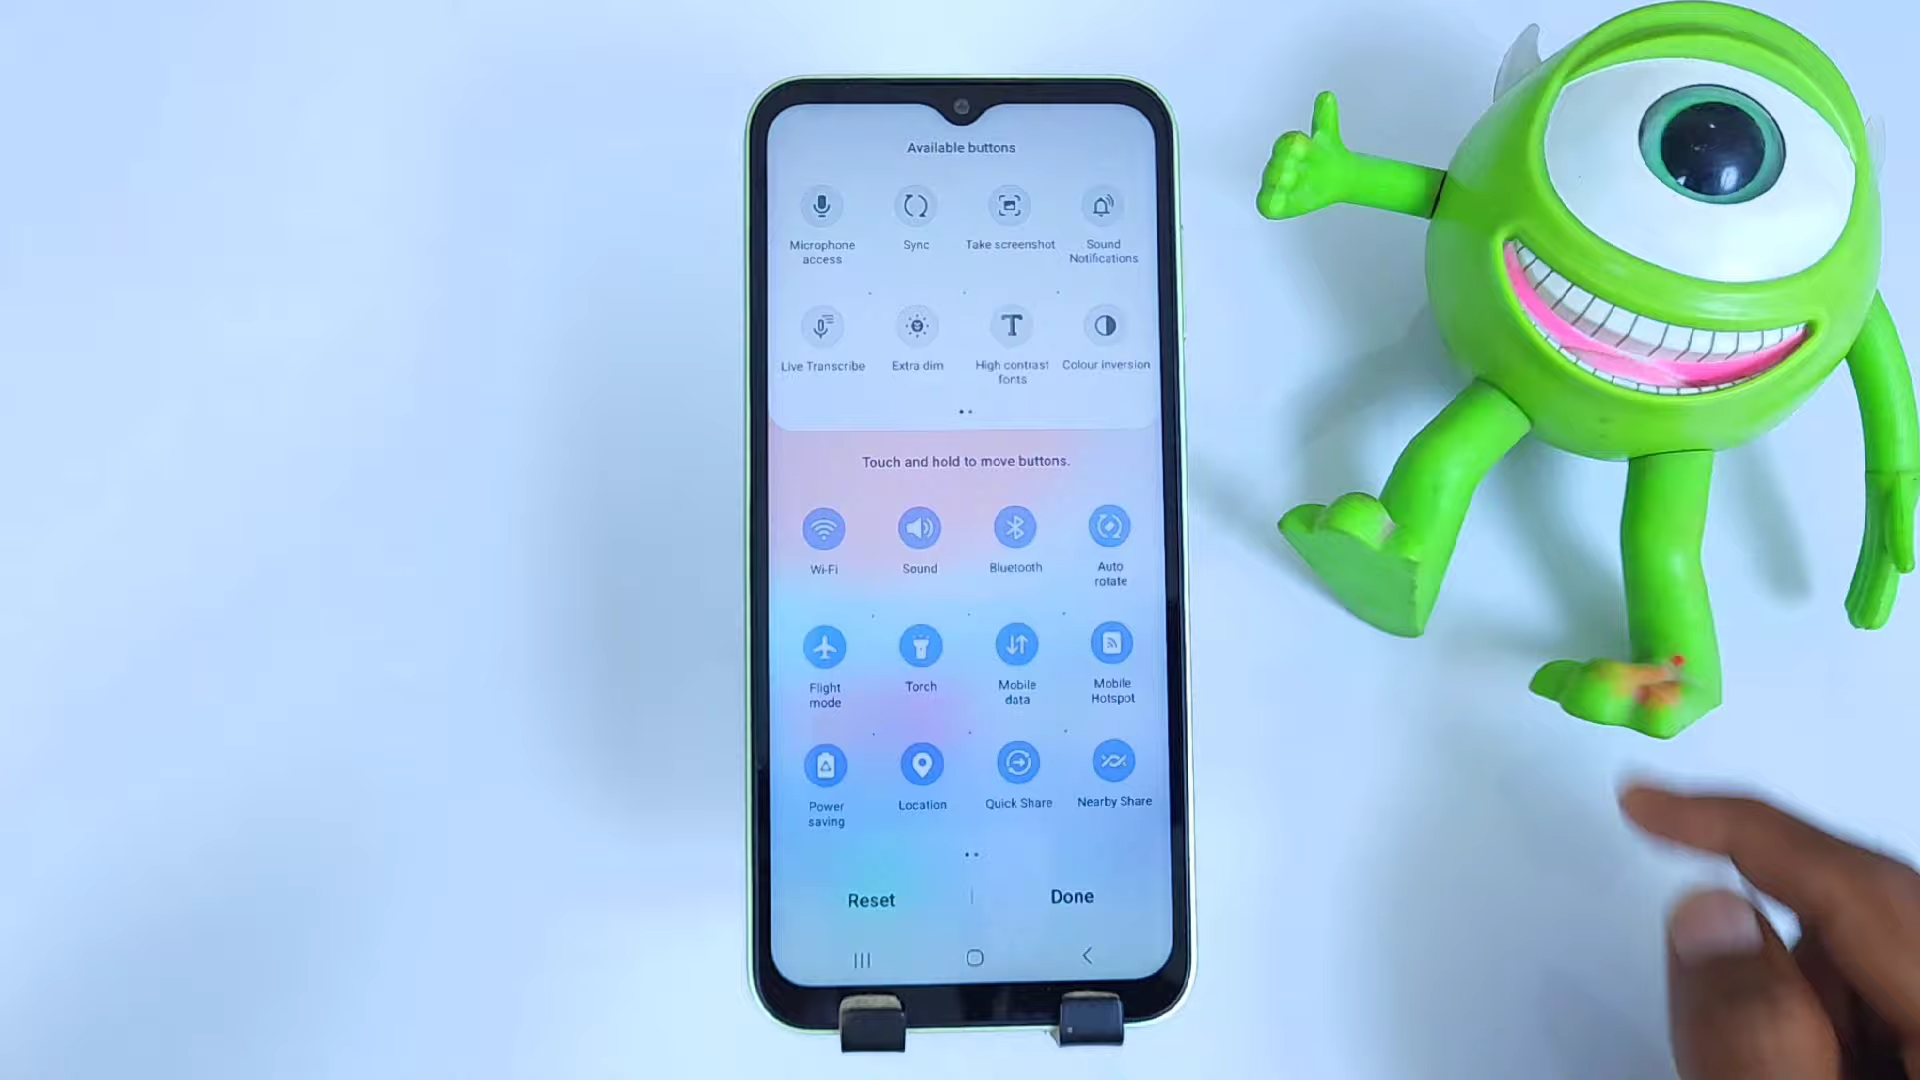 Available buttons
Microphone
access
Sync
Take screenshot
Sound
Notifications
Live Transcribe
Extra dim
High contrast
fonts
Colour inversion
Touch and hold to move buttons.
Wi-Fi
Sound
Bluetooth
Auto
rotate
Flight
mode
Torch
Mobile
data
Mobile
Hotspot
Power
saving
Location
Quick Share
Nearby Share
Reset
Done